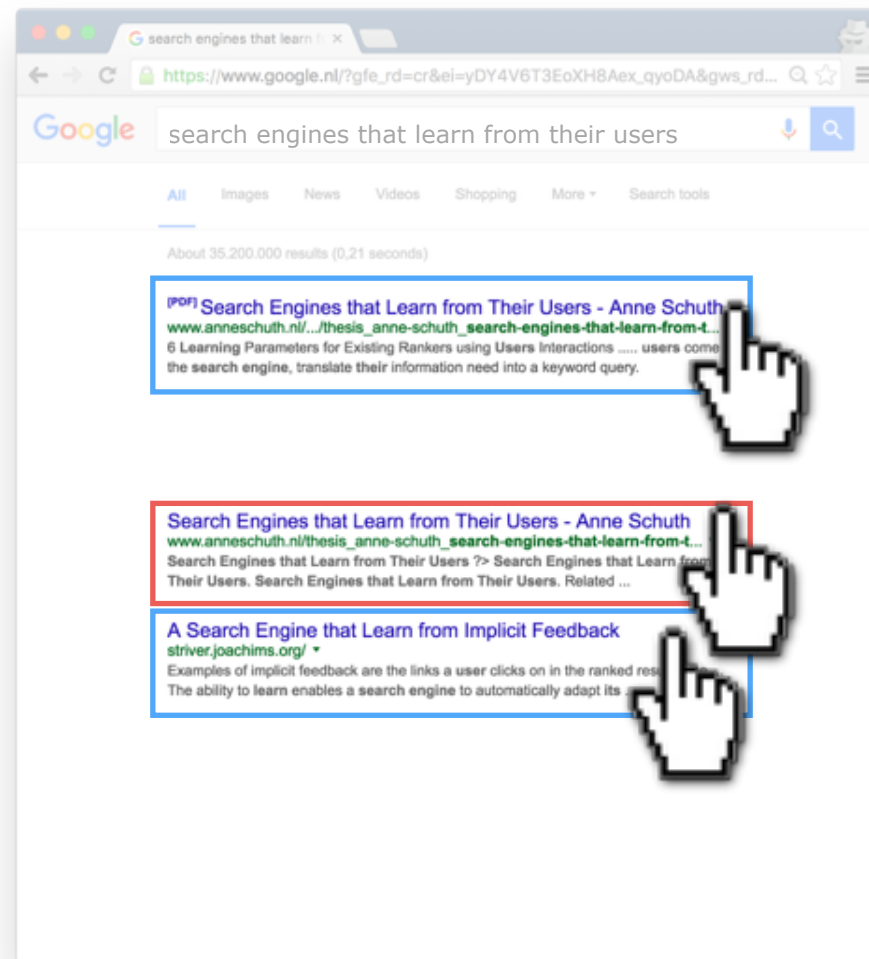 G search engines that learn f ×
https://www.google.nl/?gfe_rd=cr&ei=yDY4V6T3EoXH8Aex_qyoDA&gws_rd...
Google search engines that learn from their users
All Images News Videos Shopping More Search tools
About 35.200.000 results (0,21 seconds)
[PDF] Search Engines that Learn from Their Users - Anne Schuth
www.anneschuth.nl/.../thesis_anne-schuth_search-engines-that-learn-from-t...
6 Learning Parameters for Existing Rankers using Users Interactions ..... users come
the search engine, translate their information need into a keyword query.
Search Engines that Learn from Their Users - Anne Schuth
www.anneschuth.nl/thesis_anne-schuth_search-engines-that-learn-from-t...
Search Engines that Learn from Their Users ?> Search Engines that Learn from
Their Users. Search Engines that Learn from Their Users. Related ...
A Search Engine that Learn from Implicit Feedback
striver.joachims.org/
Examples of implicit feedback are the links a user clicks on in the ranked
The ability to learn enables a search engine to automatically adapt its